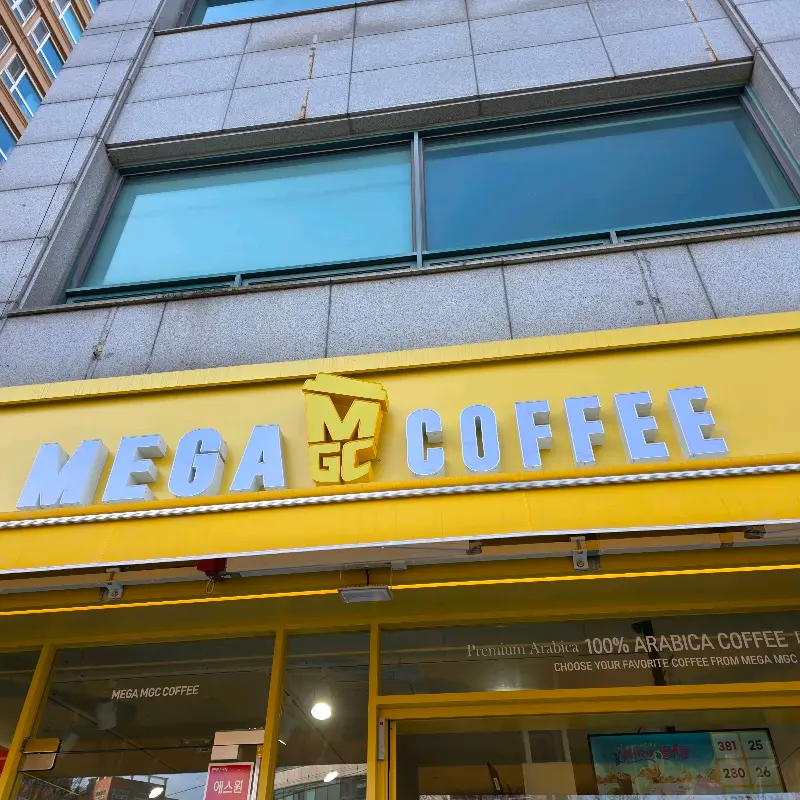 MEGA MGC COFFEE
Premium Arabica 100% ARABICA COFFEE
CHOOSE YOUR FAVORITE COFFEE FROM MEGA MGC
MEGA MGC COFFEE
애스원
381 25
280 26